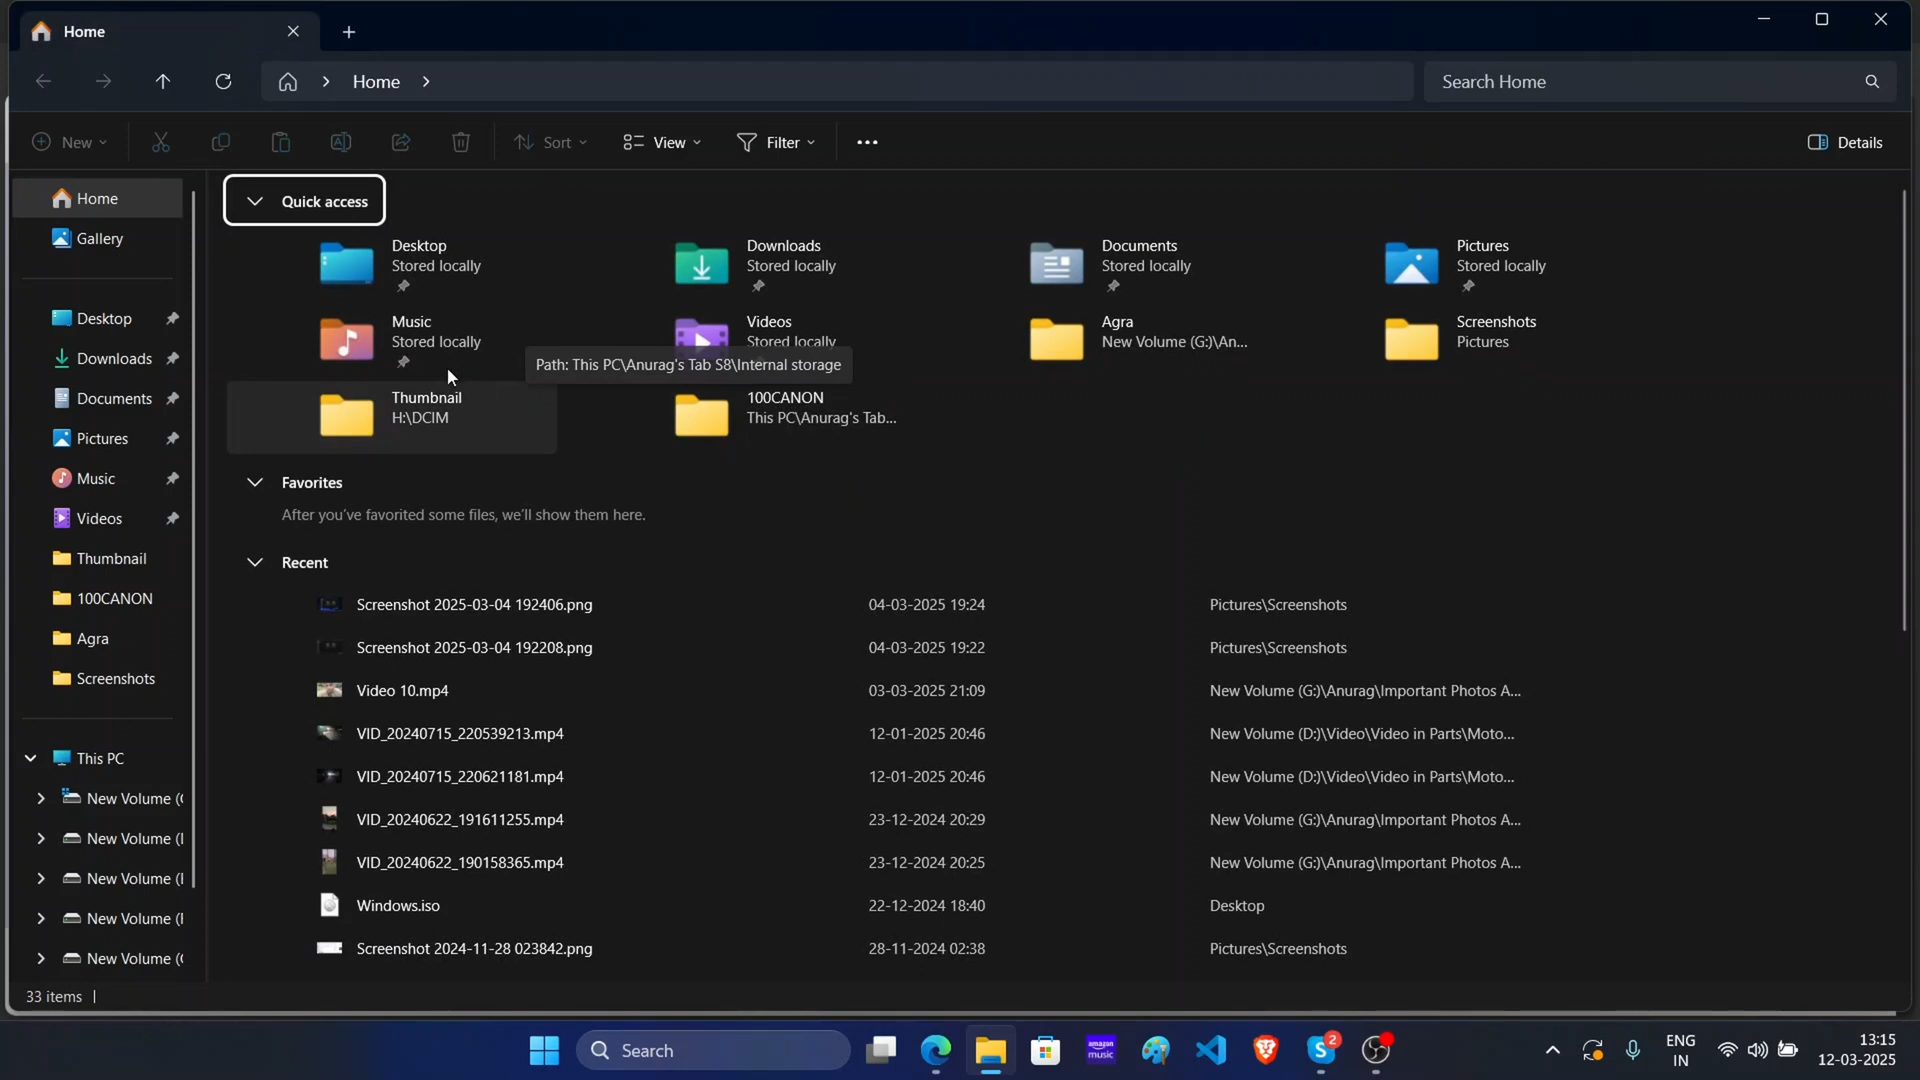 Home
Home
Search Home
New
Sort
View
Filter
Details
Home
Gallery
Desktop
Downloads
Documents
Pictures
Music
Videos
Thumbnail
100CANON
Agra
Screenshots
This PC
New Volume (
New Volume (
New Volume (
New Volume (
New Volume (
Quick access
Desktop
Stored locally
Downloads
Stored locally
Documents
Stored locally
Pictures
Stored locally
Music
Stored locally
Videos
Stored locally
Agra
New Volume (G:)\An...
Screenshots
Pictures
Path: This PC\Anurag's Tab S8\Internal storage
Thumbnail
H:\DCIM
100CANON
This PC\Anurag's Tab...
Favorites
After you've favorited some files, we'll show them here.
Recent
Screenshot 2025-03-04 192406.png 04-03-2025 19:24 Pictures\Screenshots
Screenshot 2025-03-04 192208.png 04-03-2025 19:22 Pictures\Screenshots
Video 10.mp4 03-03-2025 21:09 New Volume (G:)\Anurag\Important Photos A...
VID_20240715_220539213.mp4 12-01-2025 20:46 New Volume (D:)\Video\Video in Parts\Moto...
VID_20240715_220621181.mp4 12-01-2025 20:46 New Volume (D:)\Video\Video in Parts\Moto...
VID_20240622_191611255.mp4 23-12-2024 20:29 New Volume (G:)\Anurag\Important Photos A...
VID_20240622_190158365.mp4 23-12-2024 20:25 New Volume (G:)\Anurag\Important Photos A...
Windows.iso 22-12-2024 18:40 Desktop
Screenshot 2024-11-28 023842.png 28-11-2024 02:38 Pictures\Screenshots
33 items
Search
amazon music
S 2
ENG
IN
13:15
12-03-2025